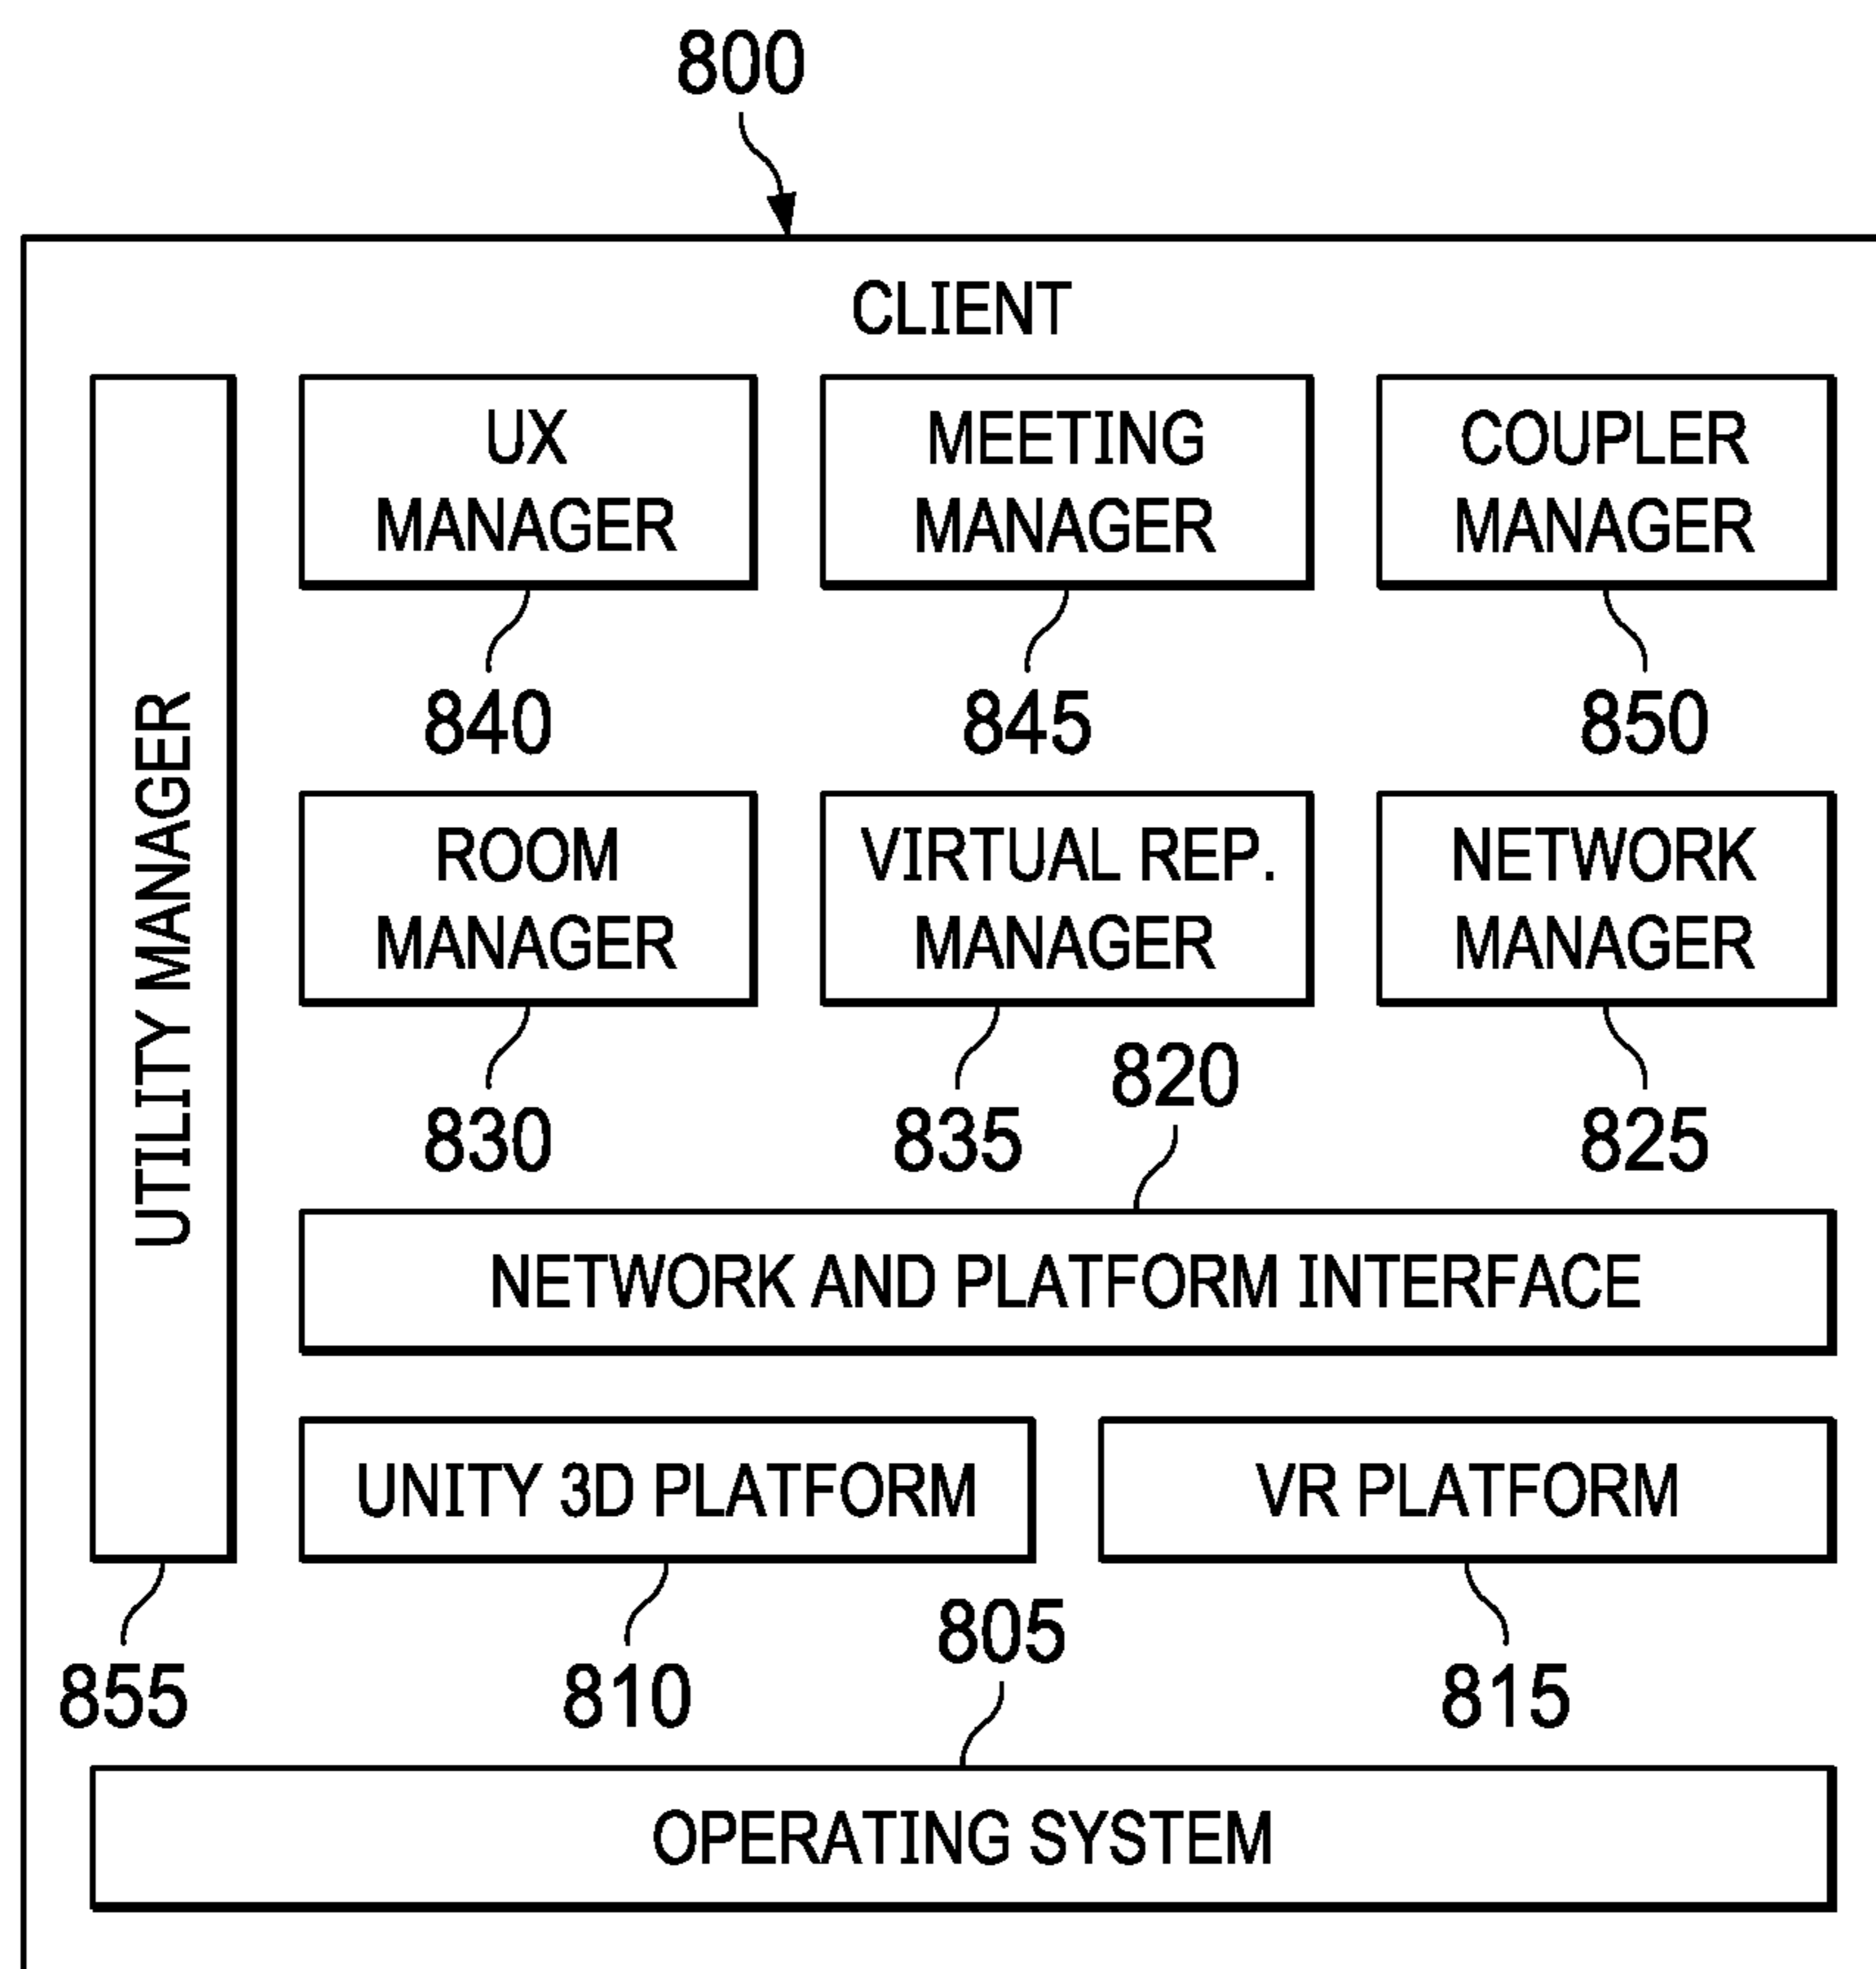 800
CLIENT
UTILITY MANAGER
UX
MANAGER
MEETING
MANAGER
COUPLER
MANAGER
840
845
850
ROOM
MANAGER
VIRTUAL REP.
MANAGER
NETWORK
MANAGER
830
835
820
825
NETWORK AND PLATFORM INTERFACE
UNITY 3D PLATFORM
VR PLATFORM
855
810
805
815
OPERATING SYSTEM